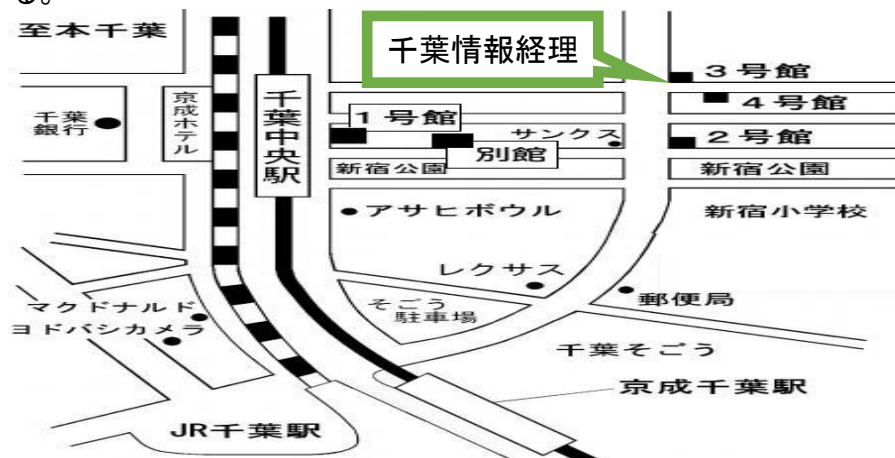 至本千葉
千葉情報経理
3号館
4号館
千葉
銀行
京成ホテル
千葉中央駅
1号館
サンクス
2号館
別館
新宿公園
新宿公園
アサヒボウル
新宿小学校
レクサス
マクドナルド
ヨドバシカメラ
そごう
駐車場
郵便局
千葉そごう
京成千葉駅
JR千葉駅